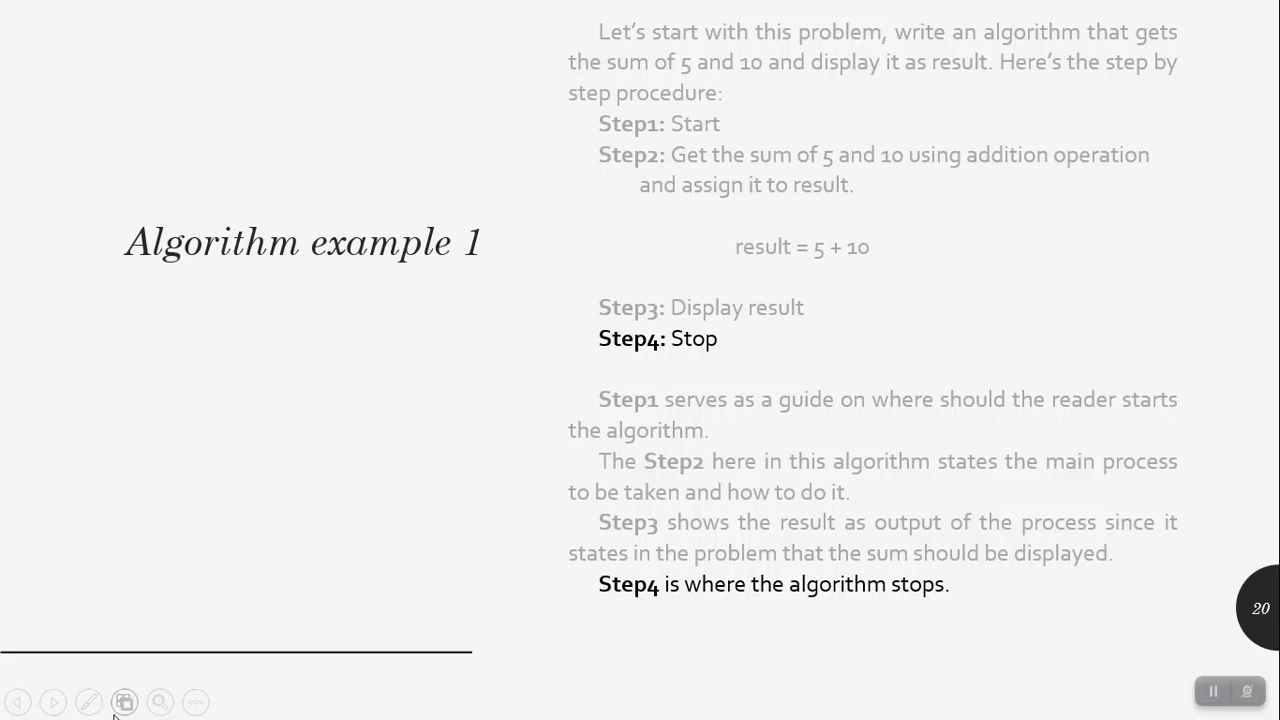 Let's start with this problem, write an algorithm that gets
the sum of 5 and 10 and display it as result. Here's the step by
step procedure:
Step1: Start
Step2: Get the sum of 5 and 10 using addition operation
and assign it to result.
Algorithm example 1
result = 5 + 10
Step3: Display result
Step4: Stop
Step1 serves as a guide on where should the reader starts
the algorithm.
The Step2 here in this algorithm states the main process
to be taken and how to do it.
Step3 shows the result as output of the process since it
states in the problem that the sum should be displayed.
Step4 is where the algorithm stops.
20